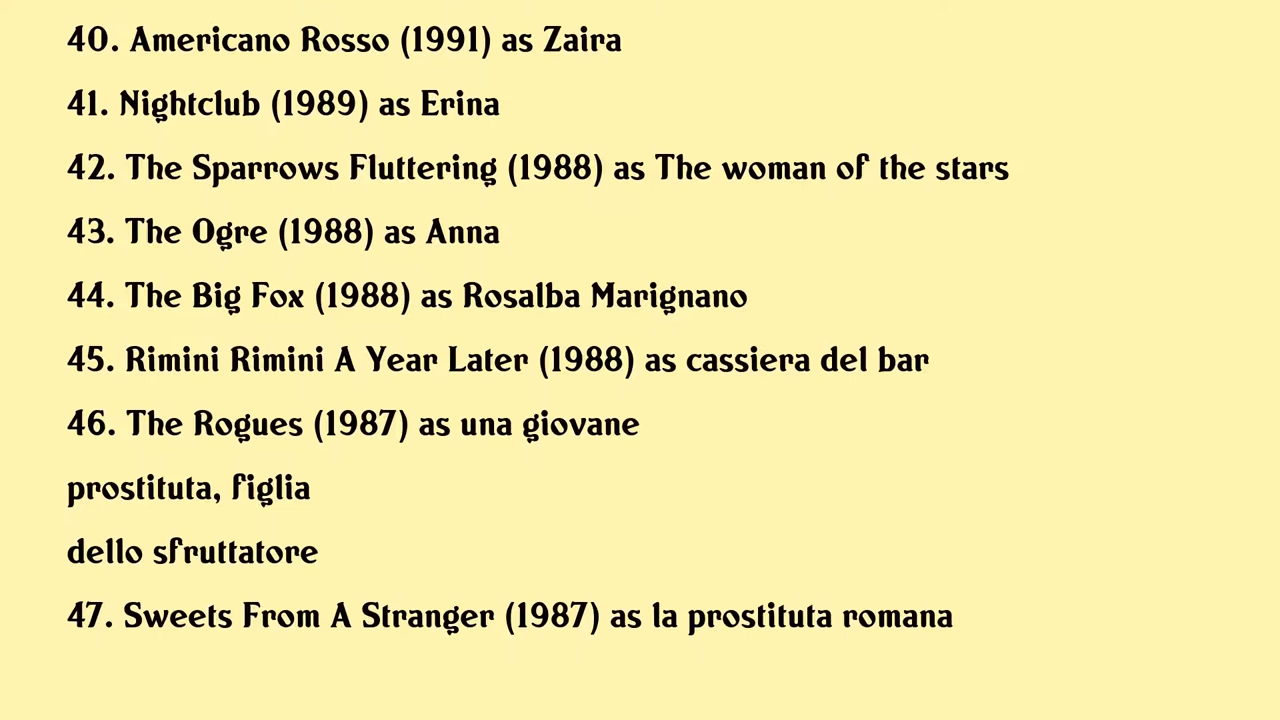 40. Americano Rosso (1991) as Zaira
41. Nightclub (1989) as Erina
42. The Sparrows Fluttering (1988) as The woman of the stars
43. The Ogre (1988) as Anna
44. The Big Fox (1988) as Rosalba Marignano
45. Rimini Rimini A Year Later (1988) as cassiera del bar
46. The Rogues (1987) as una giovane
prostituta, figlia
dello sfruttatore
47. Sweets From A Stranger (1987) as la prostituta romana